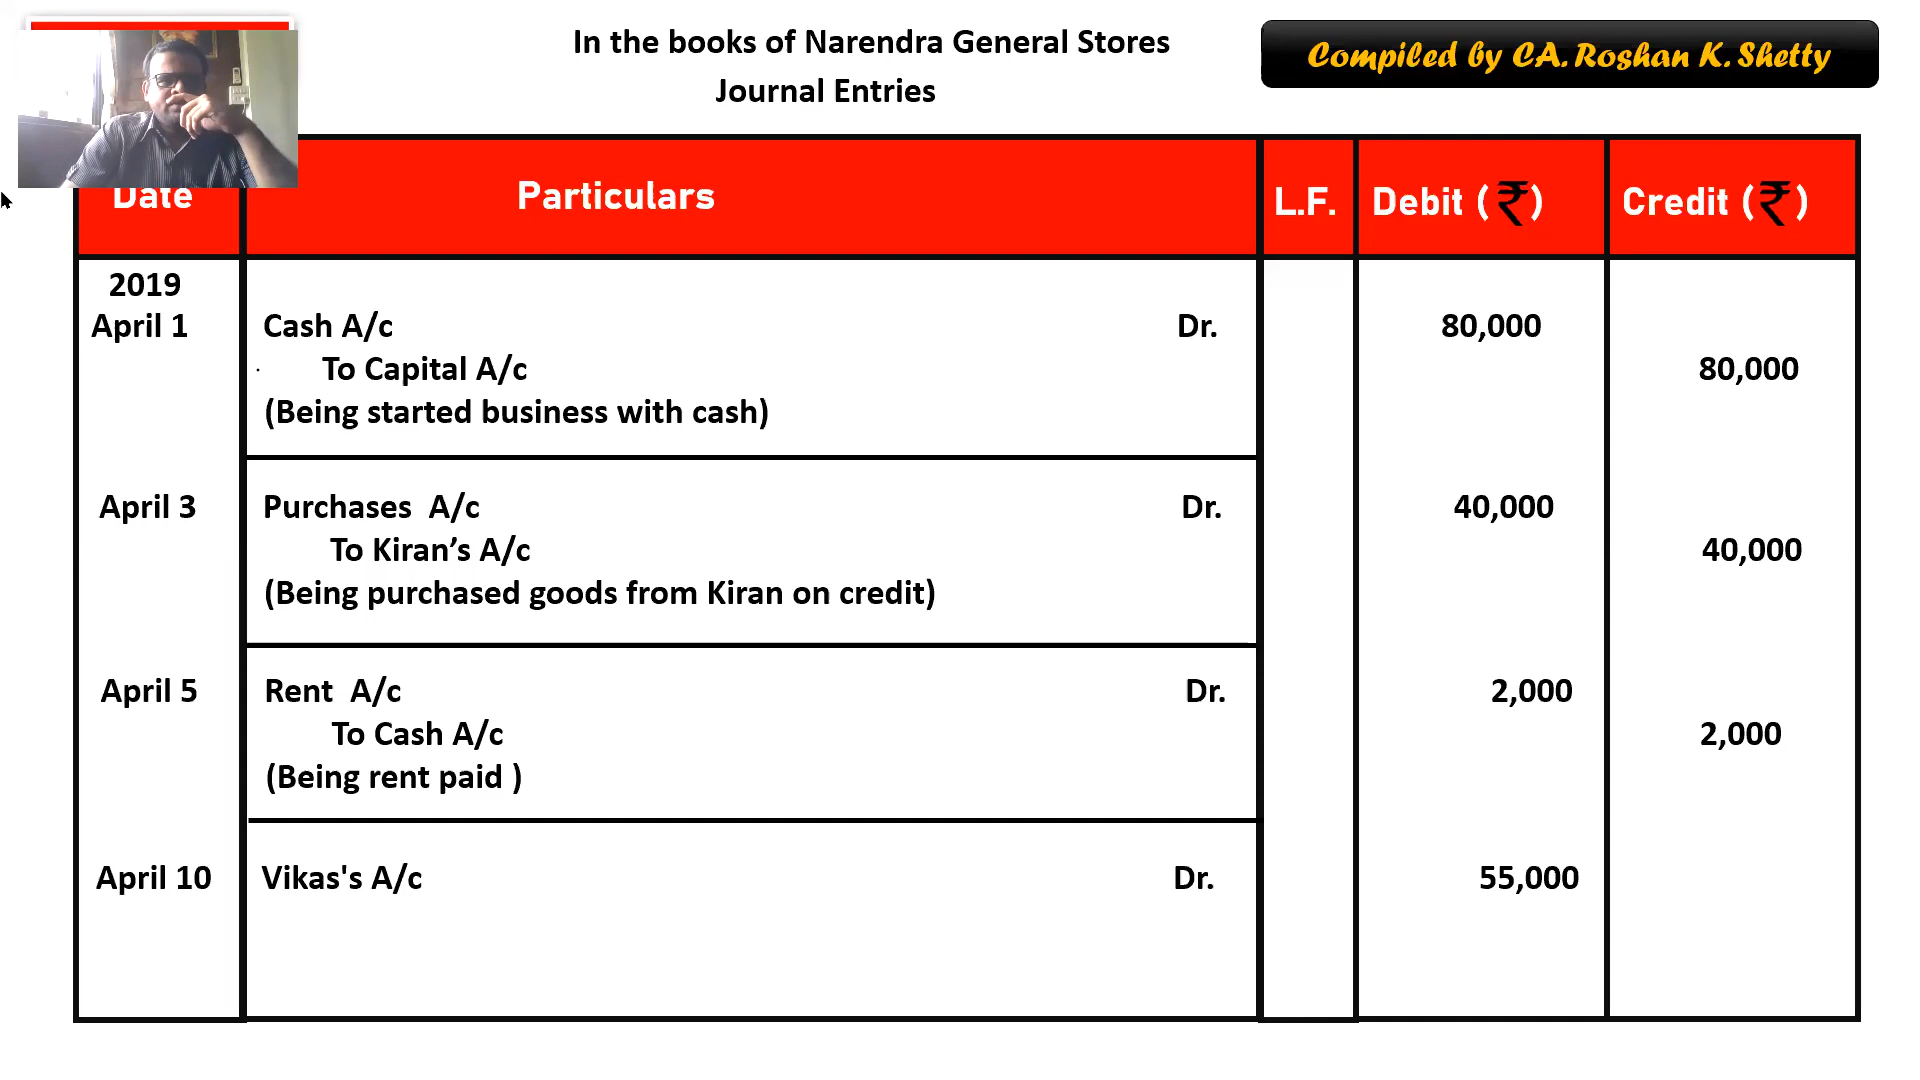 In the books of Narendra General Stores
Journal Entries
Compiled by CA. Roshan K. Shetty
Date Particulars L.F. Debit (₹) Credit (₹)
2019
April 1 Cash A/c Dr. 80,000
To Capital A/c 80,000
(Being started business with cash)
April 3 Purchases A/c Dr. 40,000
To Kiran’s A/c 40,000
(Being purchased goods from Kiran on credit)
April 5 Rent A/c Dr. 2,000
To Cash A/c 2,000
(Being rent paid )
April 10 Vikas's A/c Dr. 55,000